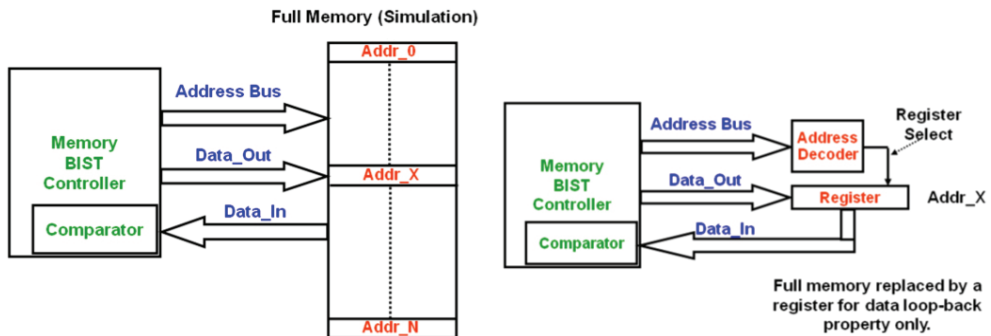 Full Memory (Simulation)
Addr_0
Address Bus
Memory
BIST
Controller
Data_Out
Addr_X
Data_In
Comparator
Addr_N
Register
Select
Address Bus
Address
Decoder
Memory
BIST
Controller
Data_Out
Register
Addr_X
Data_In
Comparator
Full memory replaced by a
register for data loop-back
property only.